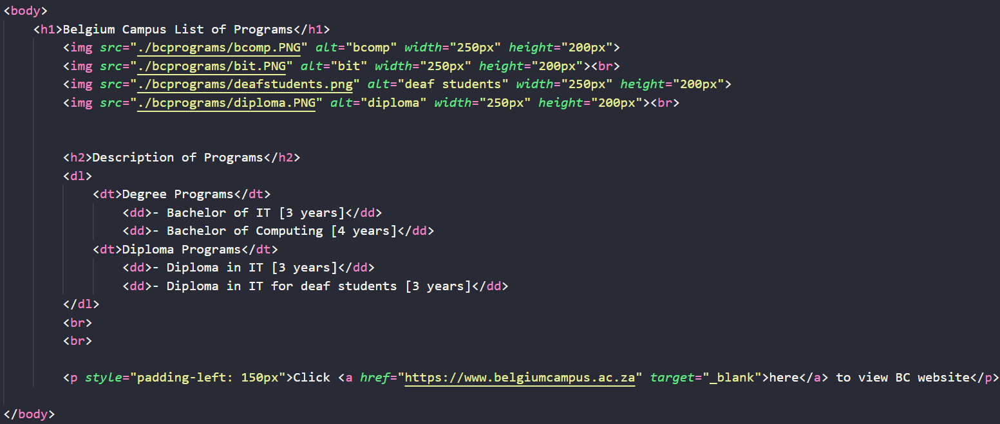 <body>
<h1>Belgium Campus List of Programs</h1>
<img src="./bcprograms/bcomp.PNG" alt="bcomp" width="250px" height="200px">
<img src="./bcprograms/bit.PNG" alt="bit" width="250px" height="200px"><br>
<img src="./bcprograms/deafstudents.png" alt="deaf students" width="250px" height="200px">
<img src="./bcprograms/diploma.PNG" alt="diploma" width="250px" height="200px"><br>
<h2>Description of Programs</h2>
<dl>
<dt>Degree Programs</dt>
<dd>- Bachelor of IT [3 years]</dd>
<dd>- Bachelor of Computing [4 years]</dd>
<dt>Diploma Programs</dt>
<dd>- Diploma in IT [3 years]</dd>
<dd>- Diploma in IT for deaf students [3 years]</dd>
</dl>
<br>
<br>
<p style="padding-left: 150px">Click <a href="https://www.belgiumcampus.ac.za" target="_blank">here</a> to view BC website</p>
</body>